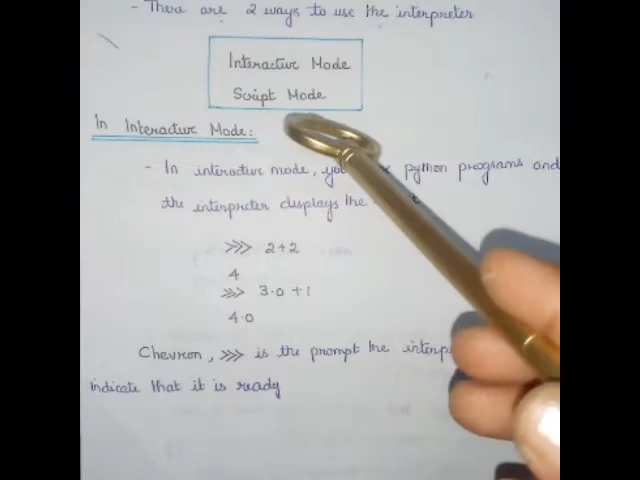 - There are 2 ways to use the interpreter
Interactive Mode
Script Mode
In Interactive Mode:
- In interactive mode, python programs and
the interpreter displays the
>>> 2+2
4
>>> 3.0 +1
4.0
Chevron, >>> is the prompt the
indicate that it is ready